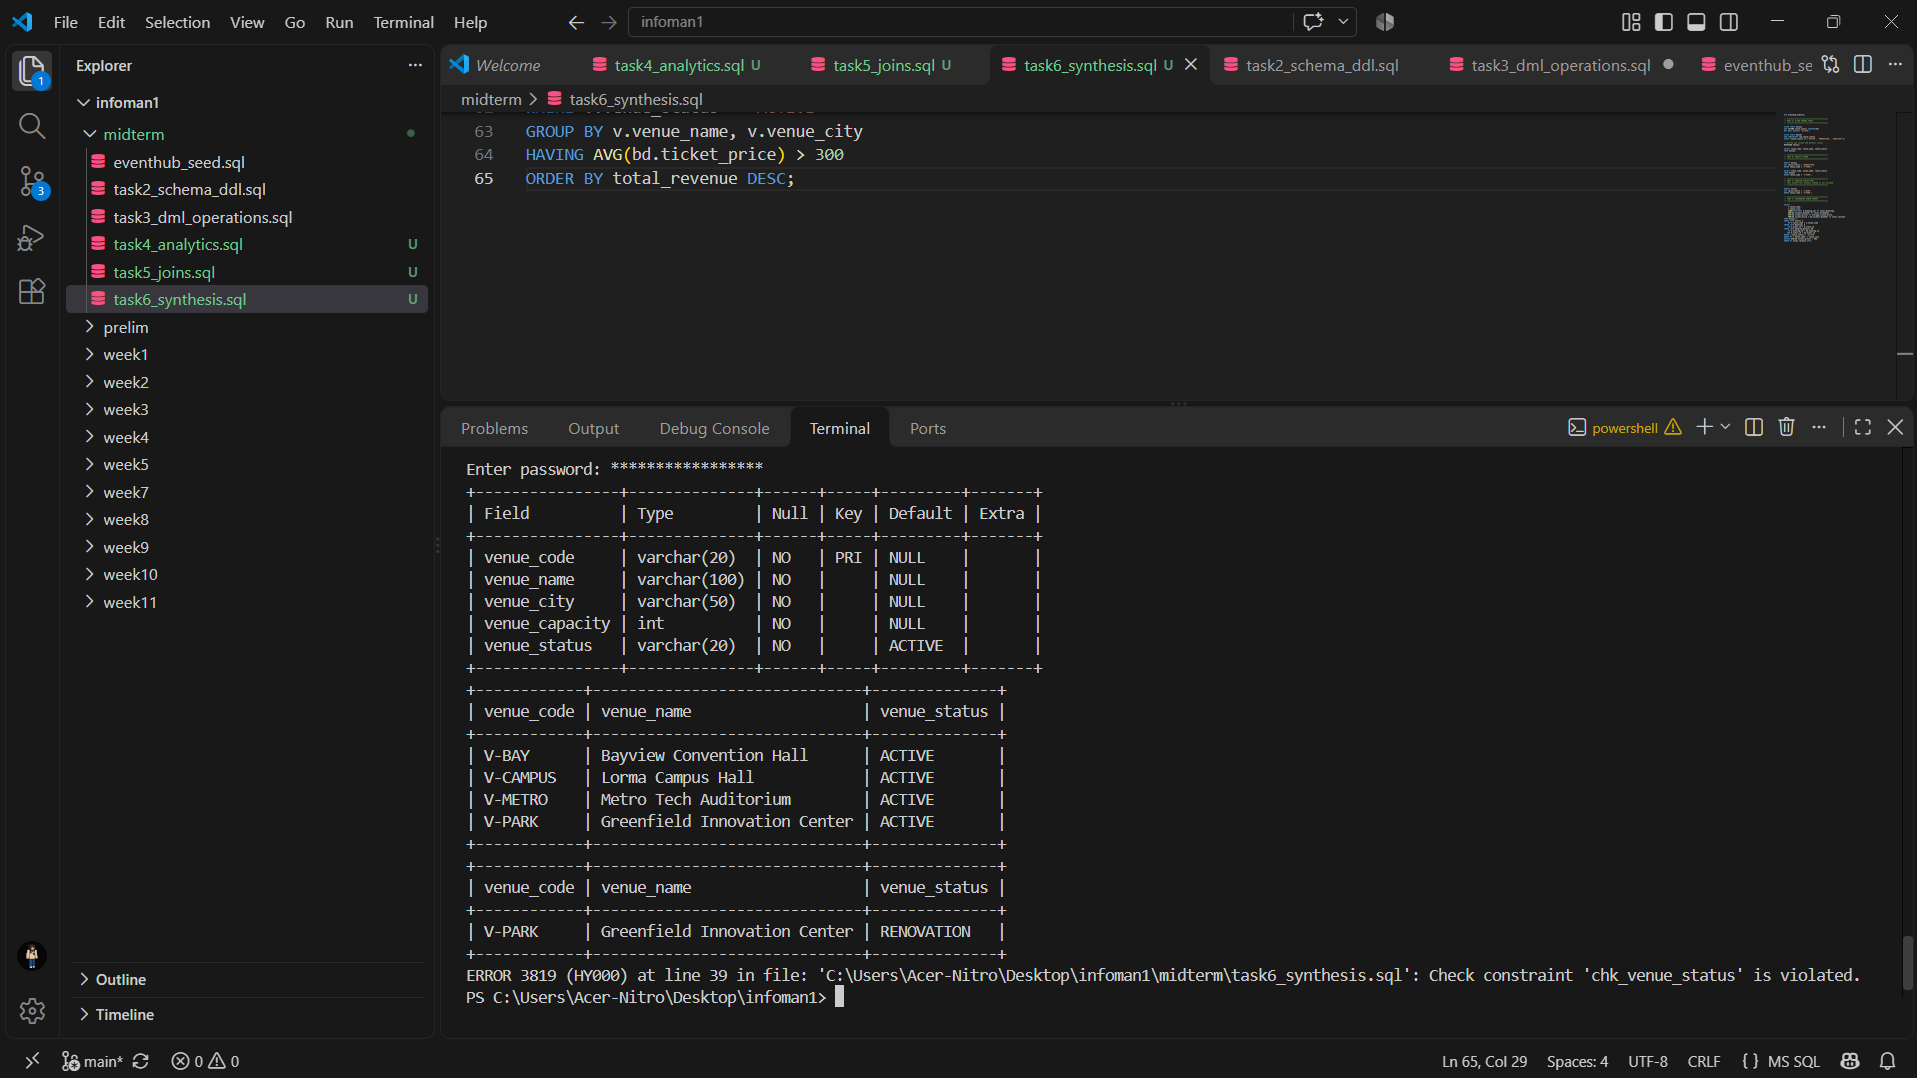 File Edit Selection View Go Run Terminal Help
infoman1
Explorer
infoman1
midterm
eventhub_seed.sql
task2_schema_ddl.sql
task3_dml_operations.sql
task4_analytics.sql U
task5_joins.sql U
task6_synthesis.sql U
prelim
week1
week2
week3
week4
week5
week7
week8
week9
week10
week11
Outline
Timeline
1
3
Welcome task4_analytics.sql U task5_joins.sql U task6_synthesis.sql U task2_schema_ddl.sql task3_dml_operations.sql eventhub_se
midterm > task6_synthesis.sql
63 GROUP BY v.venue_name, v.venue_city
64 HAVING AVG(bd.ticket_price) > 300
65 ORDER BY total_revenue DESC;
Problems Output Debug Console Terminal Ports
powershell
Enter password: *****************
+----------------+--------------+------+-----+---------+-------+
| Field          | Type         | Null | Key | Default | Extra |
+----------------+--------------+------+-----+---------+-------+
| venue_code     | varchar(20)  | NO   | PRI | NULL    |       |
| venue_name     | varchar(100) | NO   |     | NULL    |       |
| venue_city     | varchar(50)  | NO   |     | NULL    |       |
| venue_capacity | int          | NO   |     | NULL    |       |
| venue_status   | varchar(20)  | NO   |     | ACTIVE  |       |
+----------------+--------------+------+-----+---------+-------+
+------------+------------------------------+--------------+
| venue_code | venue_name                   | venue_status |
+------------+------------------------------+--------------+
| V-BAY      | Bayview Convention Hall      | ACTIVE       |
| V-CAMPUS   | Lorma Campus Hall            | ACTIVE       |
| V-METRO    | Metro Tech Auditorium        | ACTIVE       |
| V-PARK     | Greenfield Innovation Center | ACTIVE       |
+------------+------------------------------+--------------+
+------------+------------------------------+--------------+
| venue_code | venue_name                   | venue_status |
+------------+------------------------------+--------------+
| V-PARK     | Greenfield Innovation Center | RENOVATION   |
+------------+------------------------------+--------------+
ERROR 3819 (HY000) at line 39 in file: 'C:\Users\Acer-Nitro\Desktop\infoman1\midterm\task6_synthesis.sql': Check constraint 'chk_venue_status' is violated.
PS C:\Users\Acer-Nitro\Desktop\infoman1>
main* 0 0 Ln 65, Col 29 Spaces: 4 UTF-8 CRLF {} MS SQL